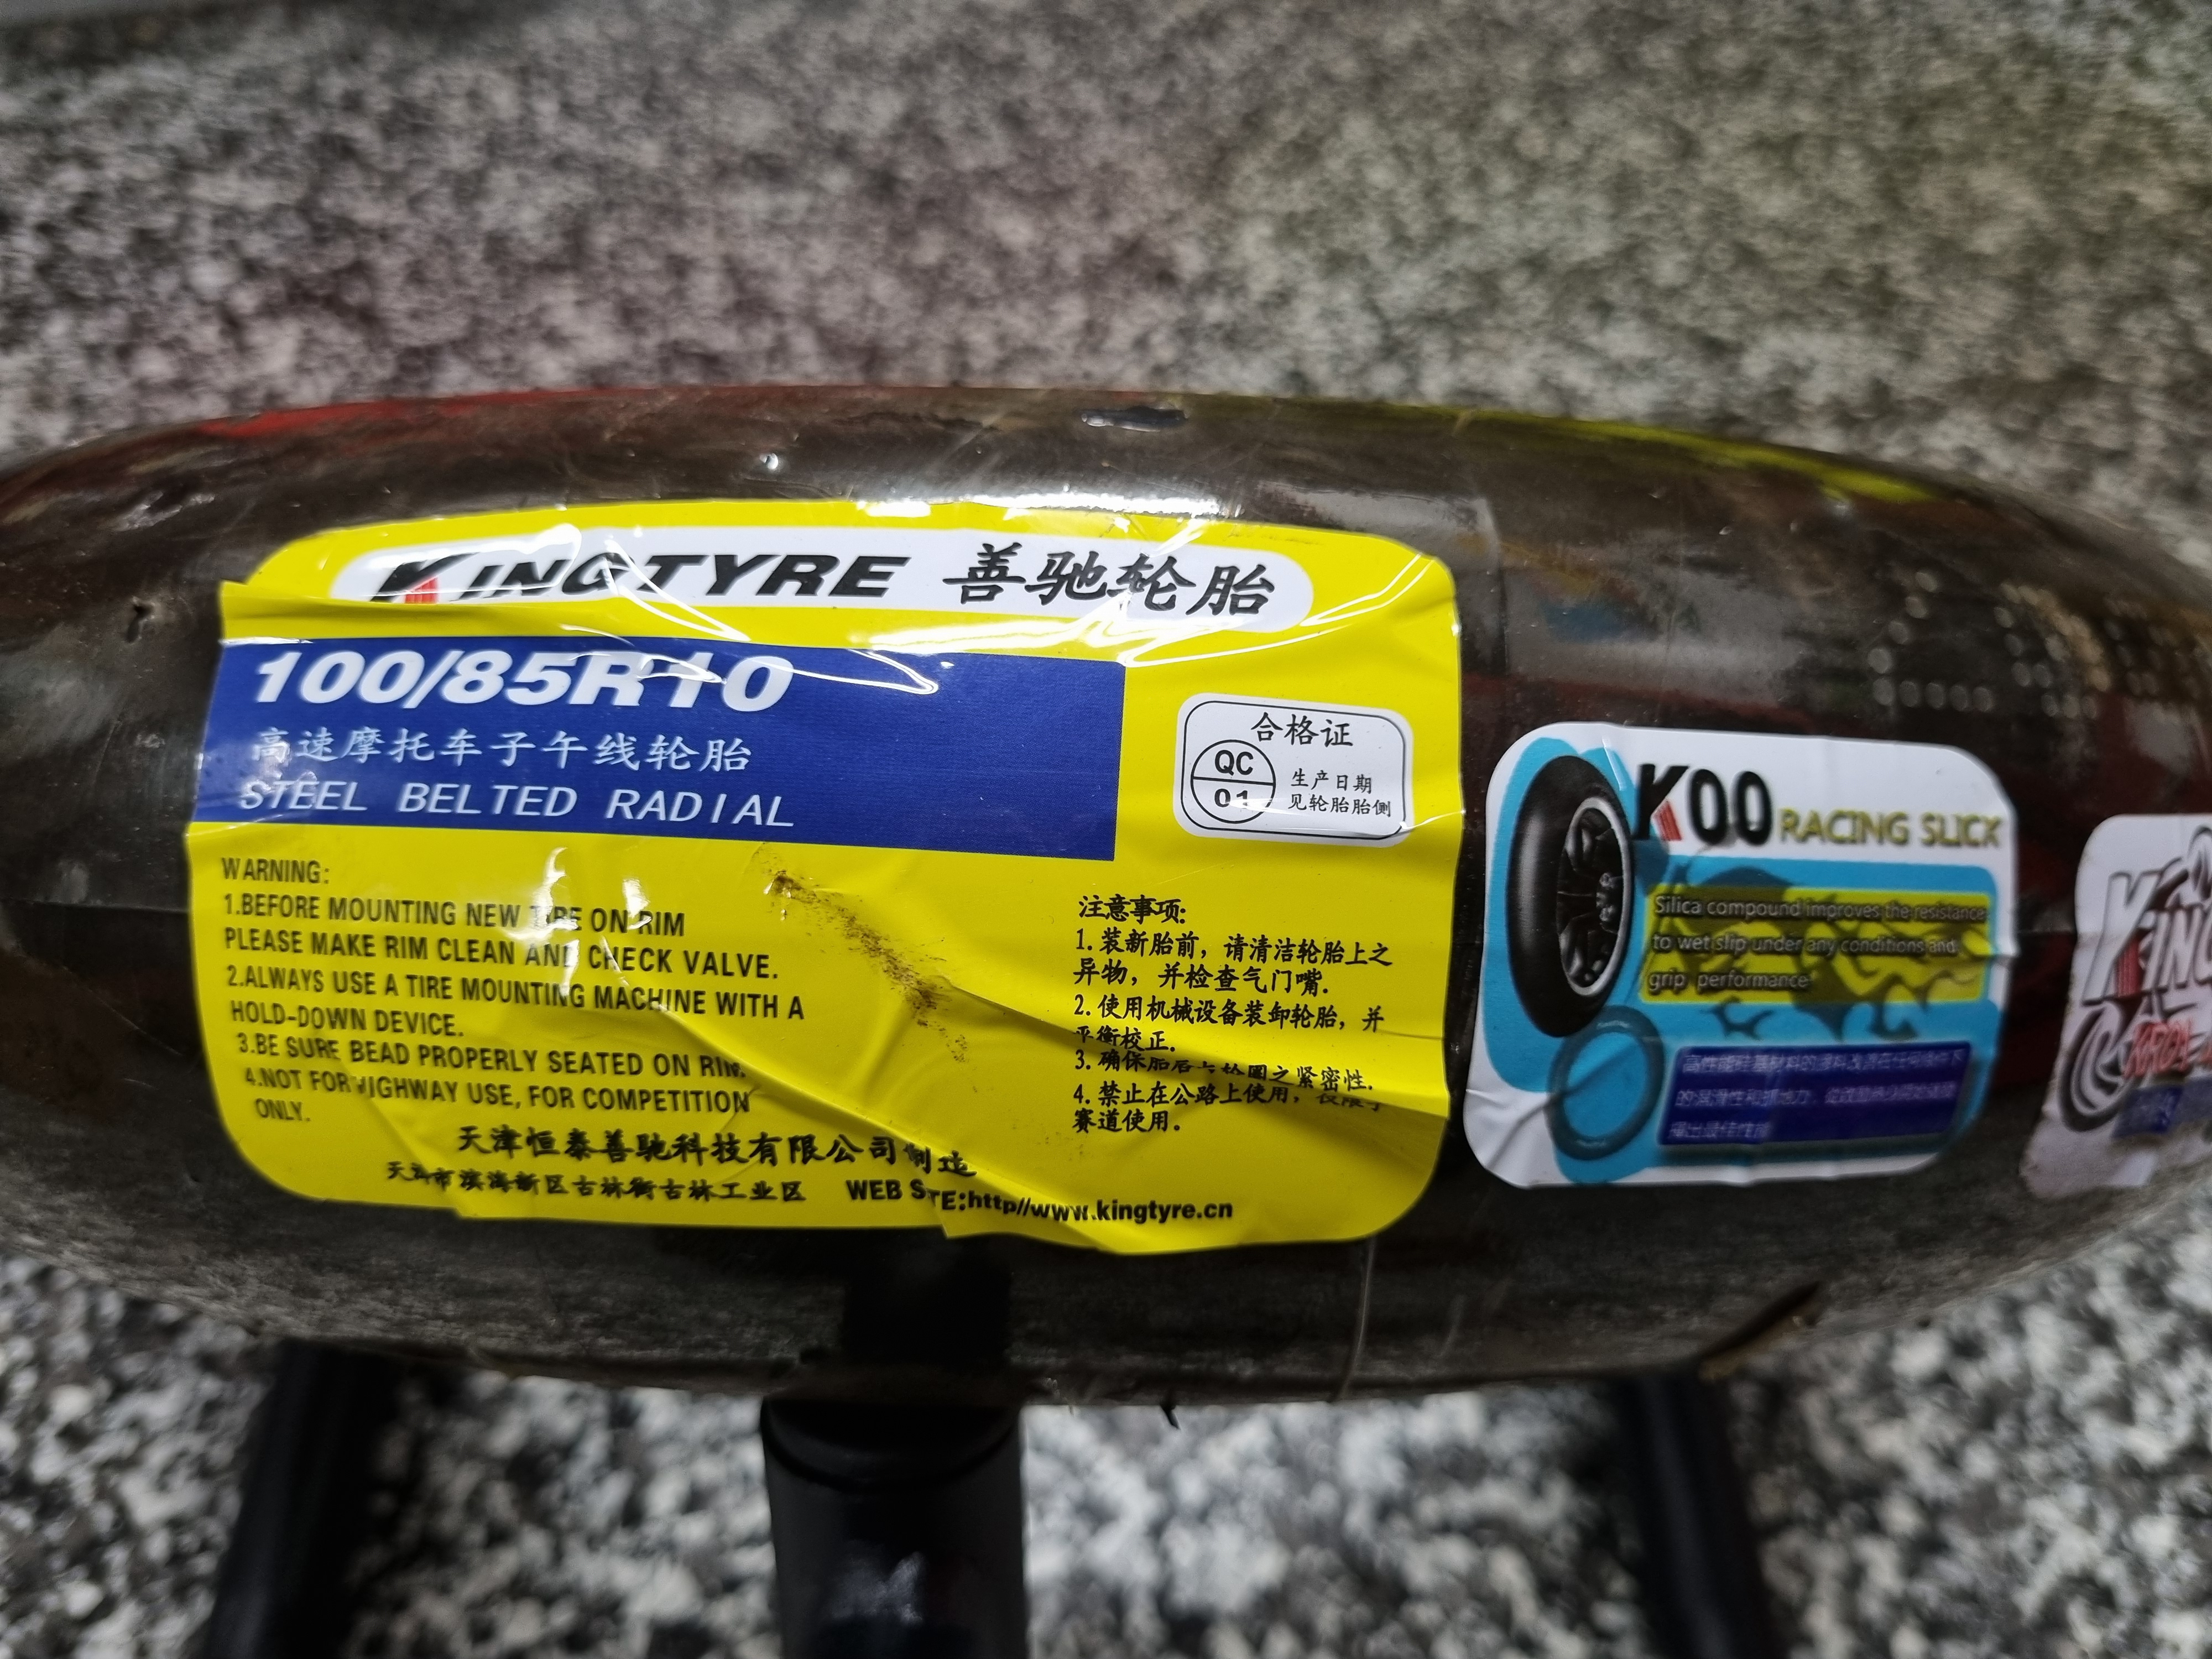 KINGTYRE 善驰轮胎
100/85R10
高速摩托车子午线轮胎
STEEL BELTED RADIAL
合格证
QC
01
生产日期
见轮胎胎侧
WARNING:
1.BEFORE MOUNTING NEW TIRE ON RIM
PLEASE MAKE RIM CLEAN AND CHECK VALVE.
2.ALWAYS USE A TIRE MOUNTING MACHINE WITH A
HOLD-DOWN DEVICE.
3.BE SURE BEAD PROPERLY SEATED ON RIM.
4.NOT FOR HIGHWAY USE, FOR COMPETITION
ONLY.
注意事项:
1. 装新胎前，请清洁轮胎上之
异物，并检查气门嘴.
2. 使用机械设备装卸轮胎，并
平衡校正.
3. 确保胎唇与 圈之紧密性.
4. 禁止在公路上使用，仅限于
赛道使用。
天津恒泰善驰科技有限公司制造
天津市滨海新区古林街古林工业区 WEB SITE:http//www.kingtyre.cn
K00 RACING SLICK
Silica compound improves the resistance
to wet slip under any conditions and
grip performance!
KING